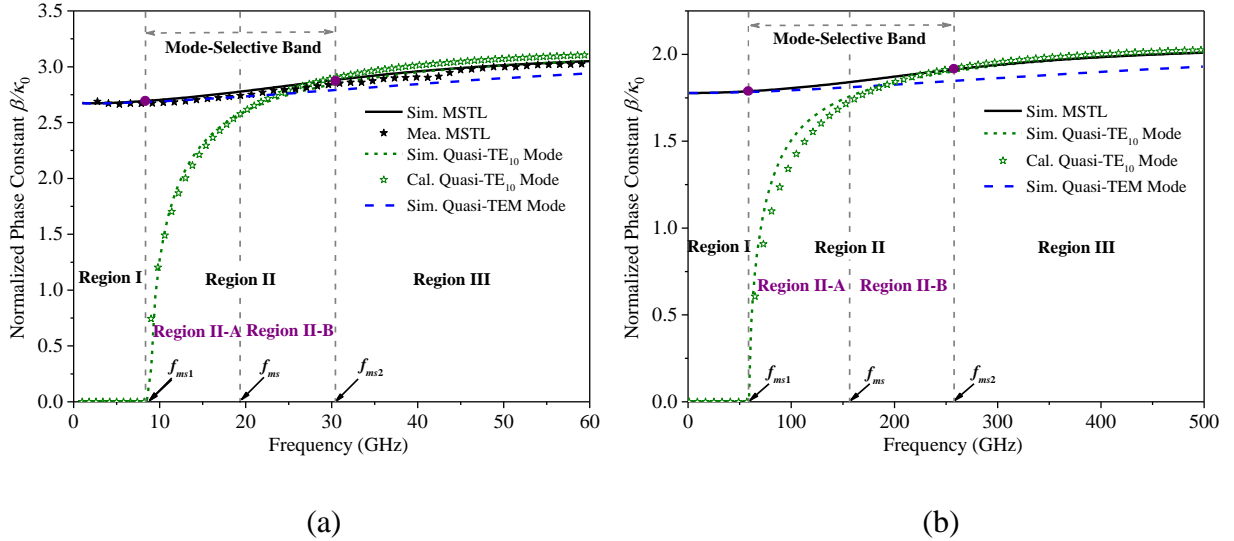 3.5
3.0
2.5
2.0
1.5
1.0
0.5
0.0
Normalized Phase Constant β/κ0
Mode-Selective Band
Sim. MSTL
Mea. MSTL
Sim. Quasi-TE10 Mode
Cal. Quasi-TE10 Mode
Sim. Quasi-TEM Mode
Region I
Region II
Region III
Region II-A
Region II-B
fms1
fms
fms2
0 10 20 30 40 50 60
Frequency (GHz)
(a)
2.0
1.5
1.0
0.5
0.0
Normalized Phase Constant β/κ0
Mode-Selective Band
Sim. MSTL
Sim. Quasi-TE10 Mode
Cal. Quasi-TE10 Mode
Sim. Quasi-TEM Mode
Region I
Region II
Region III
Region II-A
Region II-B
fms1
fms
fms2
0 100 200 300 400 500
Frequency (GHz)
(b)